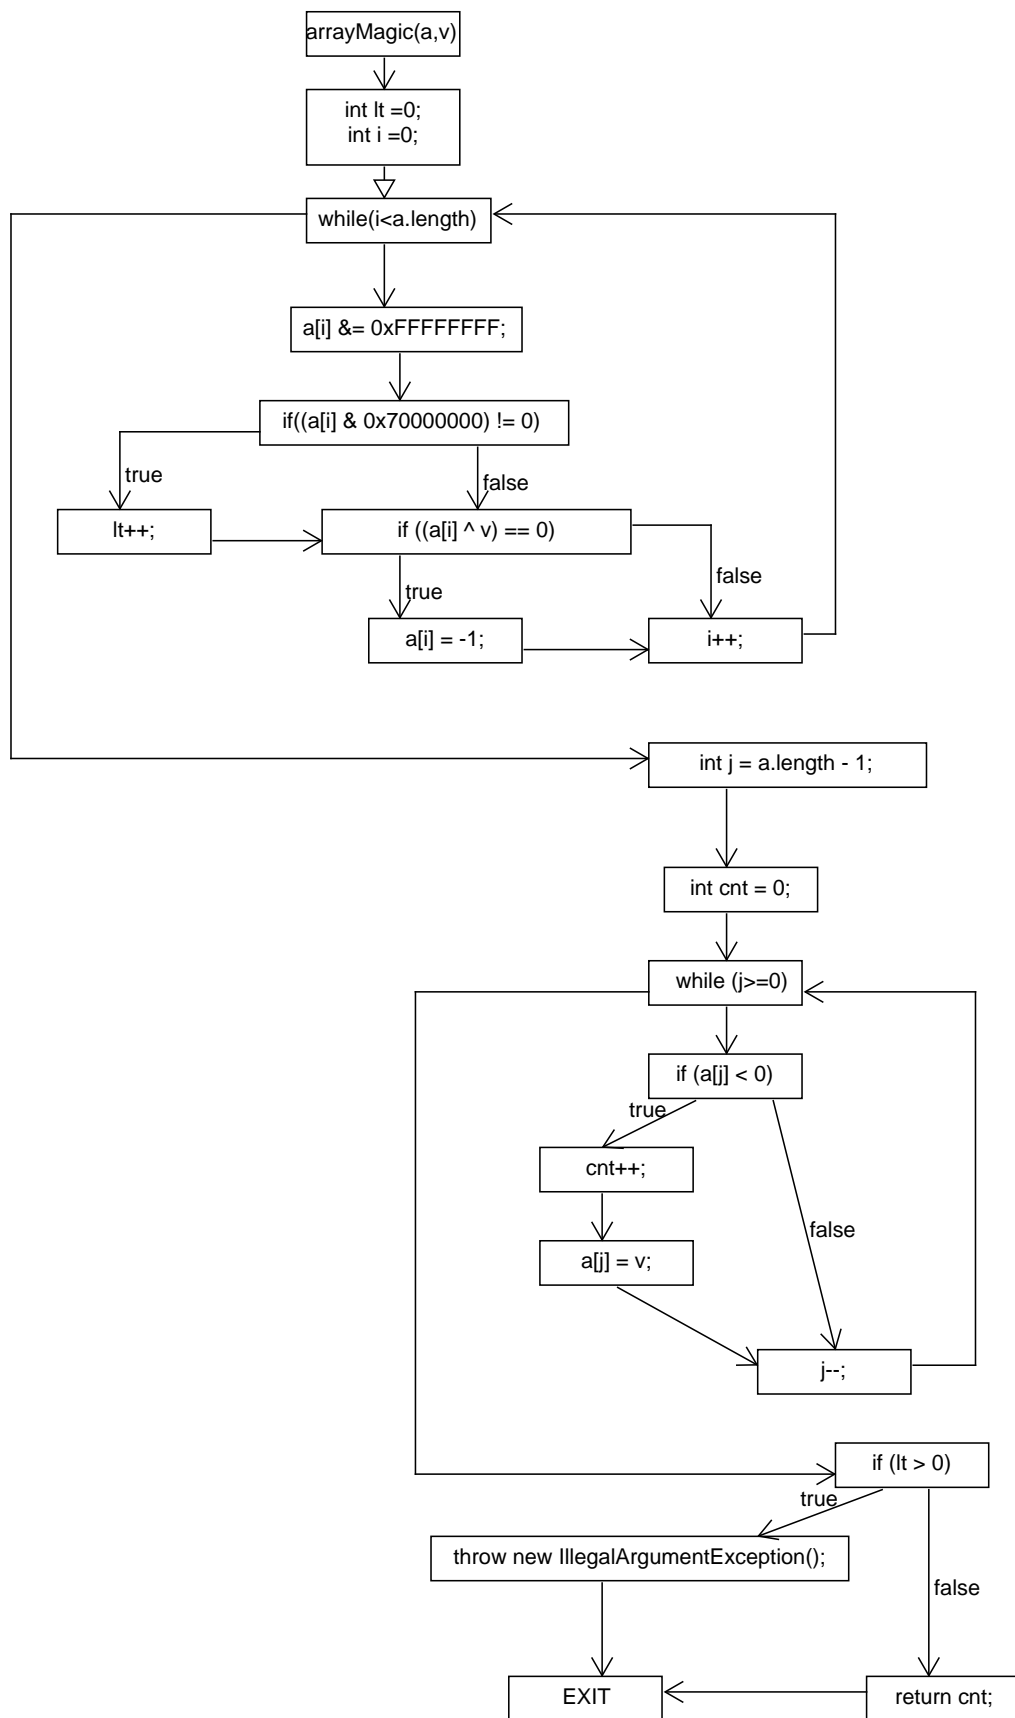 arrayMagic(a,v)
int lt =0;
int i =0;
while(i<a.length)
a[i] &= 0xFFFFFFFF;
if((a[i] & 0x70000000) != 0)
true
false
lt++;
if ((a[i] ^ v) == 0)
true
false
a[i] = -1;
i++;
int j = a.length - 1;
int cnt = 0;
while (j>=0)
if (a[j] < 0)
true
cnt++;
false
a[j] = v;
j--;
if (lt > 0)
true
throw new IllegalArgumentException();
false
EXIT
return cnt;